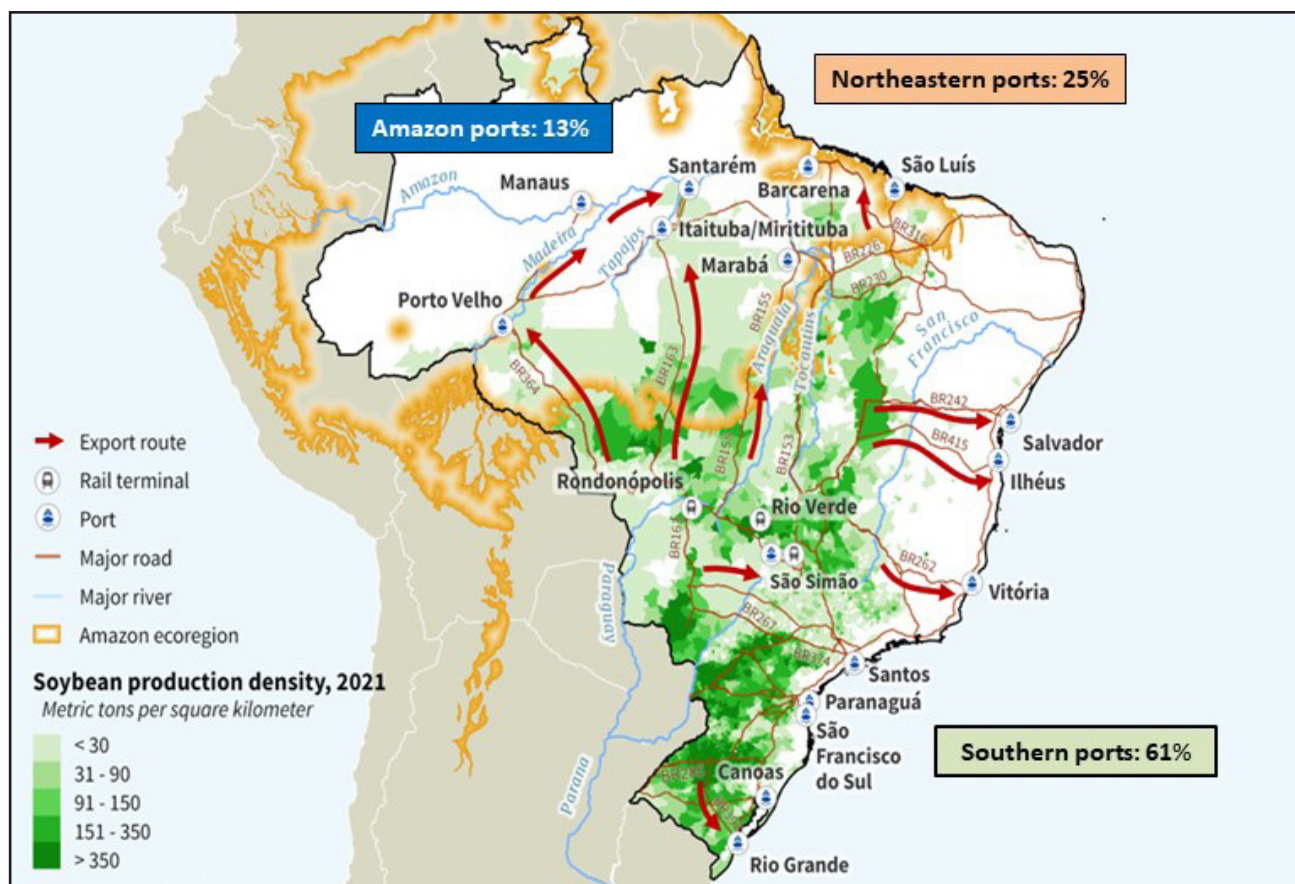 Northeastern ports: 25%
Amazon ports: 13%
Santarém
São Luís
Manaus
Barcarena
Amazon
Madeira
Tapajos
Itaituba/Miritituba
BR316
BR226
Marabá
BR230
Porto Velho
BR155
Araguaia
Tocantins
San
Francisco
BR163
BR364
BR242
Salvador
BR415
Ilhéus
BR153
Rondonópolis
Rio Verde
BR163
BR262
São Simão
Vitória
Paraguay
BR267
BR374
Santos
Paranaguá
São
Francisco
do Sul
Southern ports: 61%
Canoas
Parana
Rio Grande
Export route
Rail terminal
Port
Major road
Major river
Amazon ecoregion
Soybean production density, 2021
Metric tons per square kilometer
< 30
31 - 90
91 - 150
151 - 350
> 350